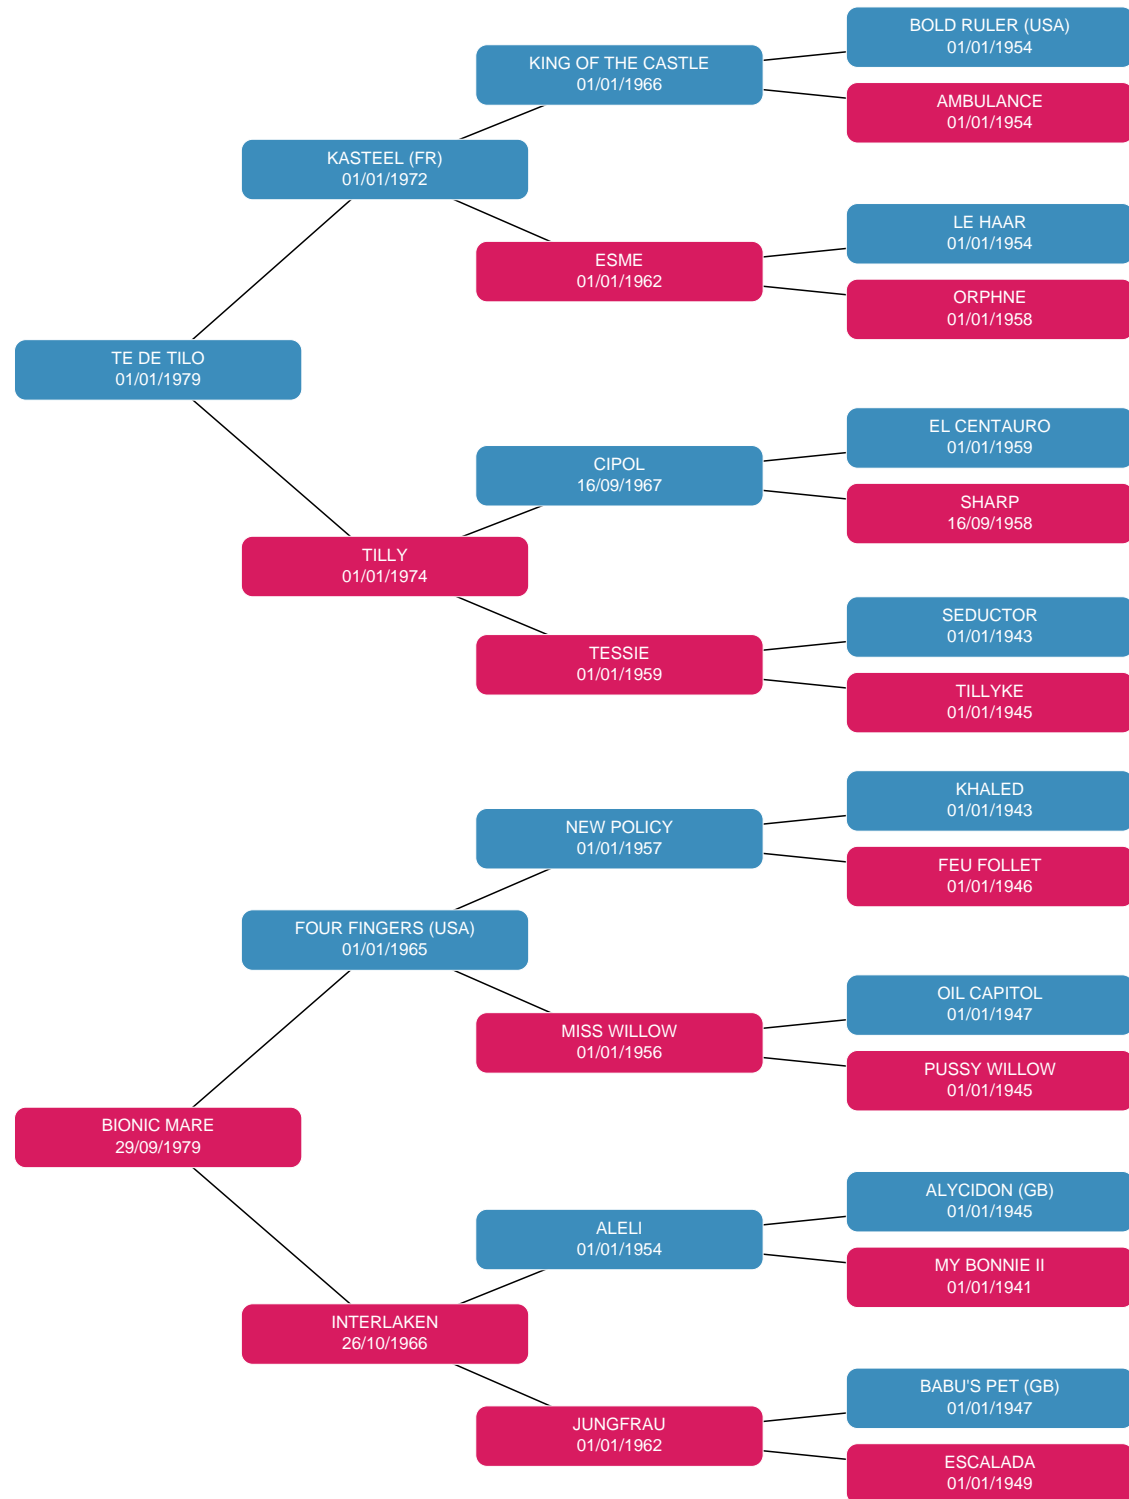 BOLD RULER (USA)
01/01/1954
KING OF THE CASTLE
01/01/1966
AMBULANCE
01/01/1954
KASTEEL (FR)
01/01/1972
LE HAAR
01/01/1954
ESME
01/01/1962
ORPHNE
01/01/1958
TE DE TILO
01/01/1979
EL CENTAURO
01/01/1959
CIPOL
16/09/1967
SHARP
16/09/1958
TILLY
01/01/1974
SEDUCTOR
01/01/1943
TESSIE
01/01/1959
TILLYKE
01/01/1945
KHALED
01/01/1943
NEW POLICY
01/01/1957
FEU FOLLET
01/01/1946
FOUR FINGERS (USA)
01/01/1965
OIL CAPITOL
01/01/1947
MISS WILLOW
01/01/1956
PUSSY WILLOW
01/01/1945
BIONIC MARE
29/09/1979
ALYCIDON (GB)
01/01/1945
ALELI
01/01/1954
MY BONNIE II
01/01/1941
INTERLAKEN
26/10/1966
BABU'S PET (GB)
01/01/1947
JUNGFRAU
01/01/1962
ESCALADA
01/01/1949